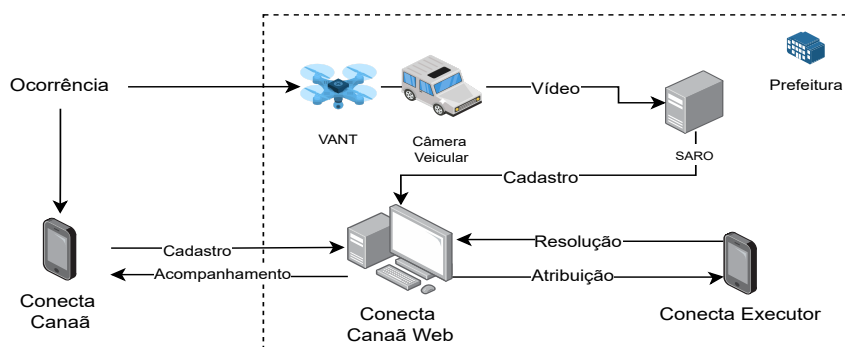 Ocorrência
VANT
Câmera
Veicular
Vídeo
SARO
Prefeitura
Cadastro
Cadastro
Acompanhamento
Resolução
Atribuição
Conecta
Canaã
Conecta
Canaã Web
Conecta Executor